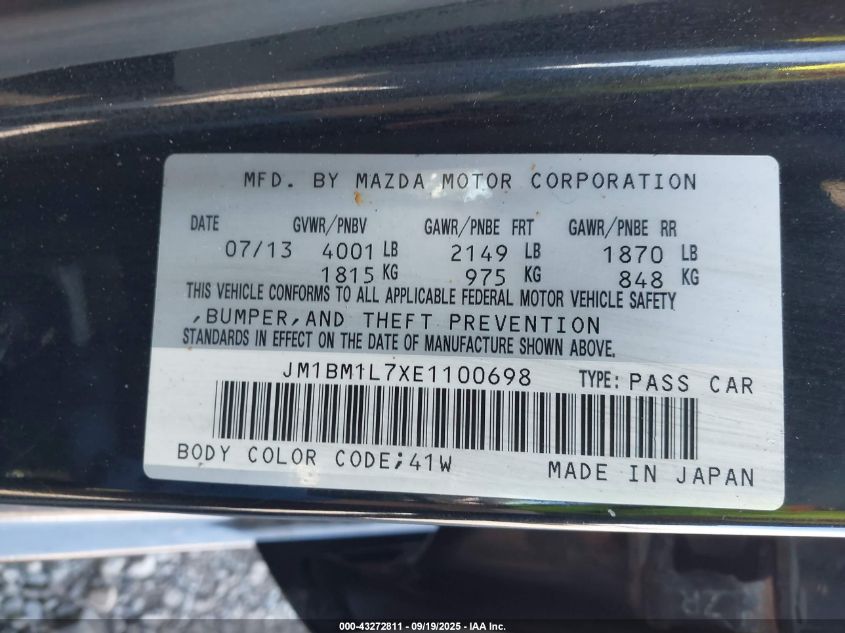 MFD. BY MAZDA MOTOR CORPORATION
DATE GVWR/PNBV GAWR/PNBE FRT GAWR/PNBE RR
07/13 4001 LB 2149 LB 1870 LB
1815 KG 975 KG 848 KG
THIS VEHICLE CONFORMS TO ALL APPLICABLE FEDERAL MOTOR VEHICLE SAFETY
,BUMPER,AND THEFT PREVENTION
STANDARDS IN EFFECT ON THE DATE OF MANUFACTURE SHOWN ABOVE.
JM1BM1L7XE1100698 TYPE: PASS CAR
BODY COLOR CODE;41W MADE IN JAPAN
000-43272811 - 09/19/2025 - IAA Inc.